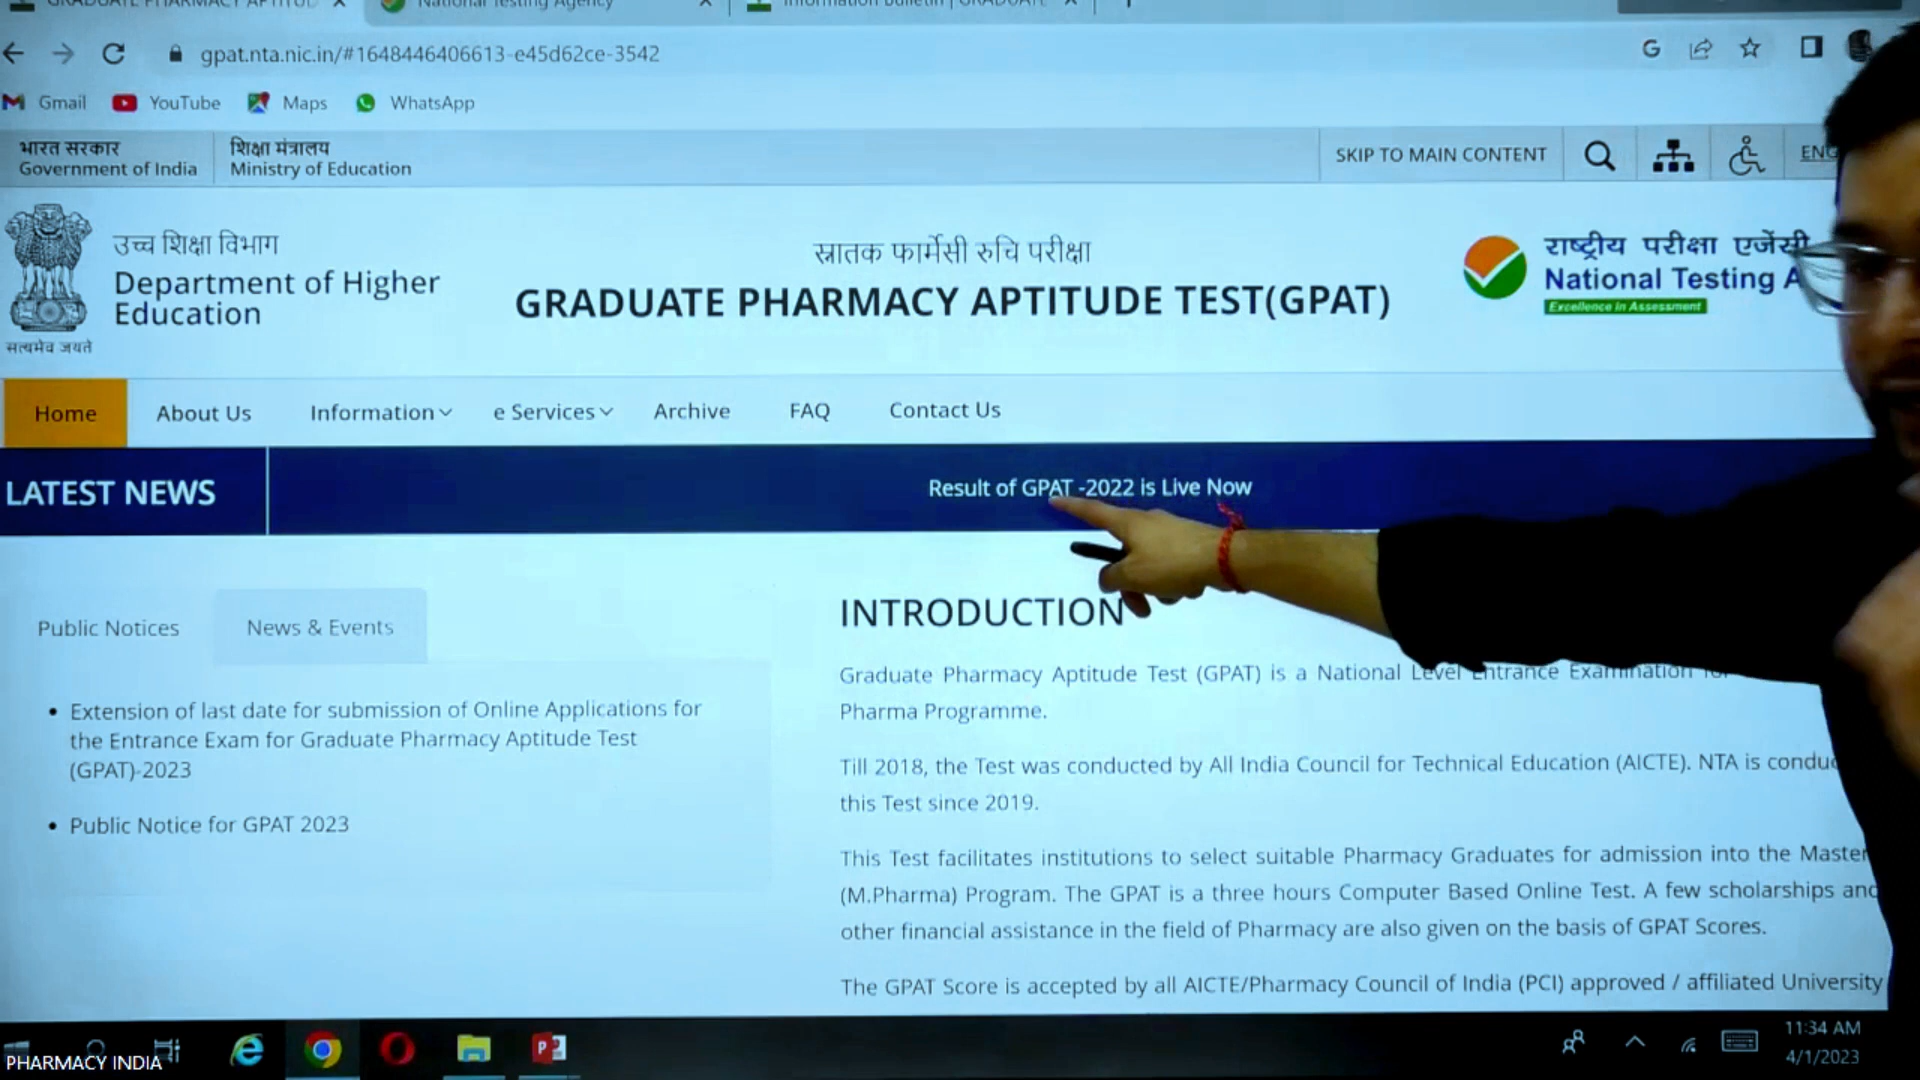 gpat.nta.nic.in/#1648446406613-e45d62ce-3542
Gmail YouTube Maps WhatsApp
भारत सरकार
Government of India
शिक्षा मंत्रालय
Ministry of Education
SKIP TO MAIN CONTENT
ENG
सत्यमेव जयते
उच्च शिक्षा विभाग
Department of Higher
Education
स्नातक फार्मेसी रुचि परीक्षा
GRADUATE PHARMACY APTITUDE TEST(GPAT)
राष्ट्रीय परीक्षा एजेंसी
National Testing A
Excellence in Assessment
Home About Us Information e Services Archive FAQ Contact Us
LATEST NEWS
Result of GPAT -2022 is Live Now
Public Notices News & Events
Extension of last date for submission of Online Applications for
the Entrance Exam for Graduate Pharmacy Aptitude Test
(GPAT)-2023
Public Notice for GPAT 2023
INTRODUCTION
Graduate Pharmacy Aptitude Test (GPAT) is a National Level Entrance Examination
Pharma Programme.
Till 2018, the Test was conducted by All India Council for Technical Education (AICTE). NTA is conduc
this Test since 2019.
This Test facilitates institutions to select suitable Pharmacy Graduates for admission into the Master
(M.Pharma) Program. The GPAT is a three hours Computer Based Online Test. A few scholarships and
other financial assistance in the field of Pharmacy are also given on the basis of GPAT Scores.
The GPAT Score is accepted by all AICTE/Pharmacy Council of India (PCI) approved / affiliated University
PHARMACY INDIA
11:34 AM
4/1/2023